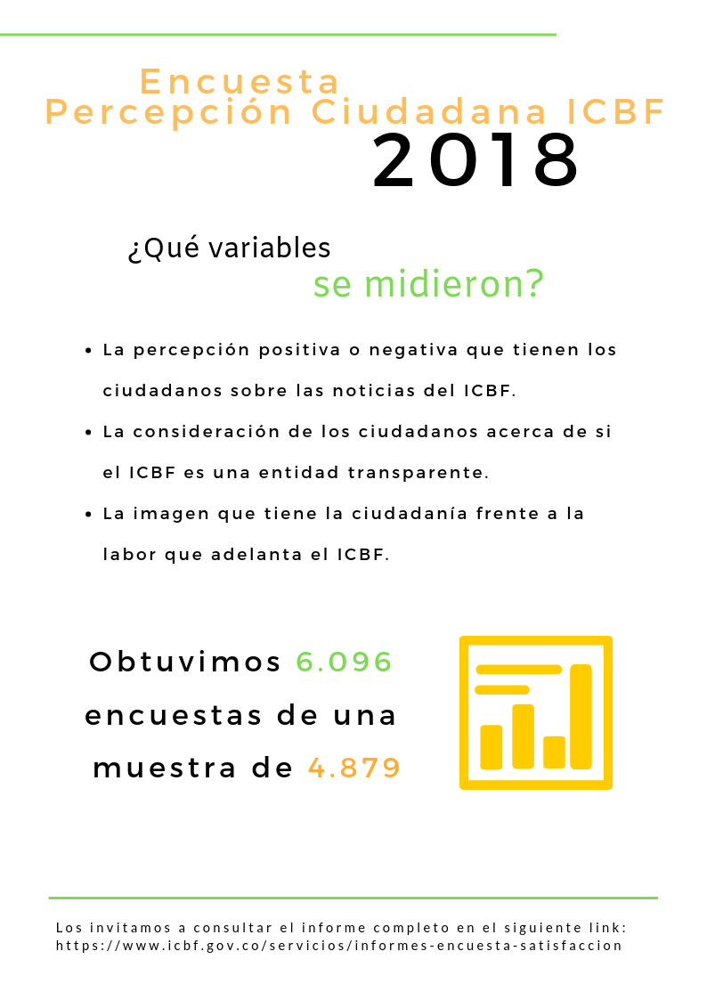 Encuesta
Percepción Ciudadana ICBF
2018
¿Qué variables
se midieron?
• La percepción positiva o negativa que tienen los
ciudadanos sobre las noticias del ICBF.
• La consideración de los ciudadanos acerca de si
el ICBF es una entidad transparente.
• La imagen que tiene la ciudadanía frente a la
labor que adelanta el ICBF.
Obtuvimos 6.096
encuestas de una
muestra de 4.879
Los invitamos a consultar el informe completo en el siguiente link:
https://www.icbf.gov.co/servicios/informes-encuesta-satisfaccion